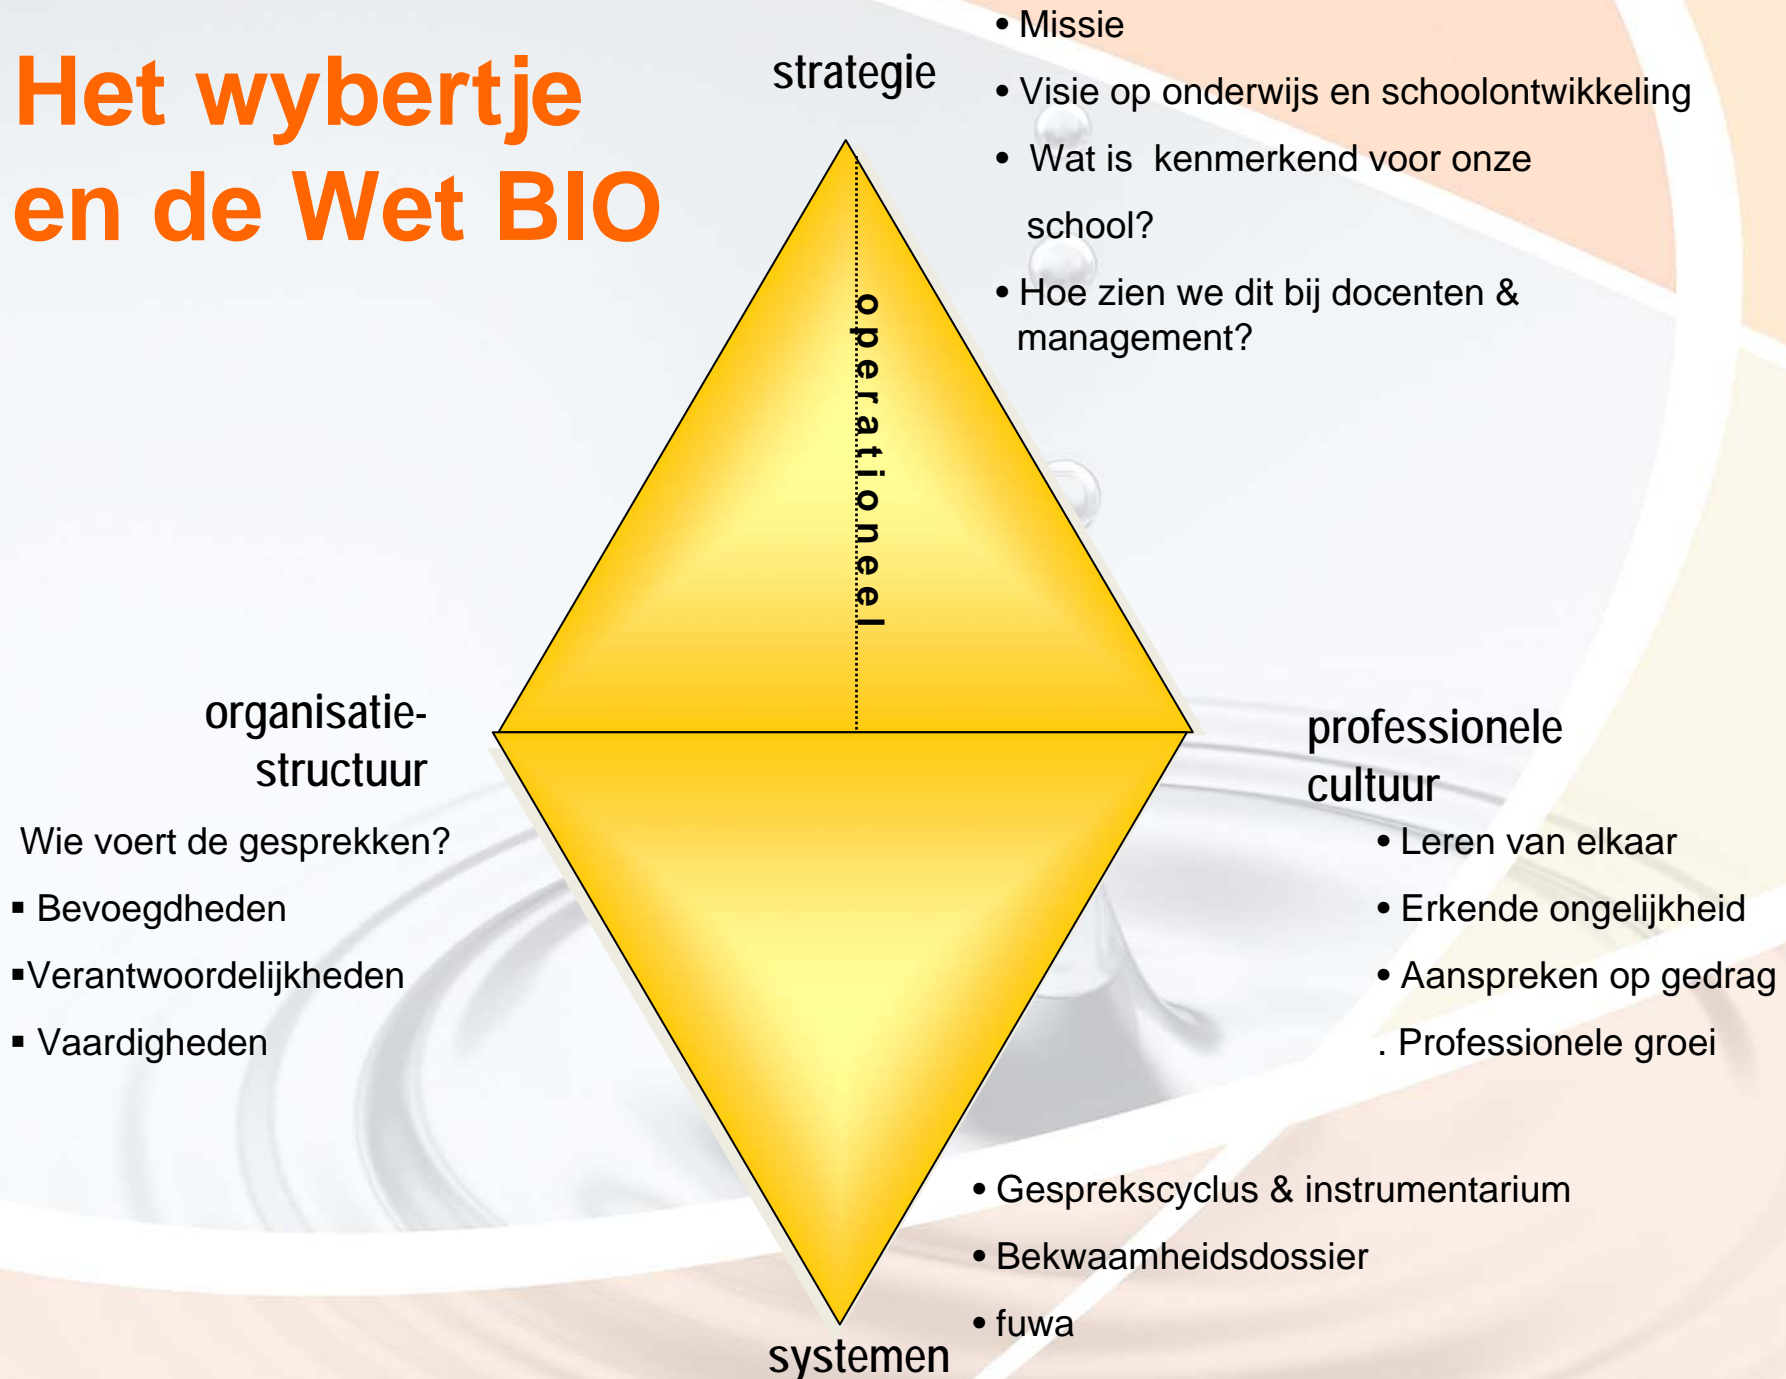 Het wybertje
en de Wet BIO
strategie
• Missie
• Visie op onderwijs en schoolontwikkeling
• Wat is kenmerkend voor onze
school?
• Hoe zien we dit bij docenten &
management?
operationeel
organisatie-
structuur
Wie voert de gesprekken?
▪ Bevoegdheden
▪Verantwoordelijkheden
▪ Vaardigheden
professionele
cultuur
• Leren van elkaar
• Erkende ongelijkheid
• Aanspreken op gedrag
. Professionele groei
• Gesprekscyclus & instrumentarium
• Bekwaamheidsdossier
• fuwa
systemen